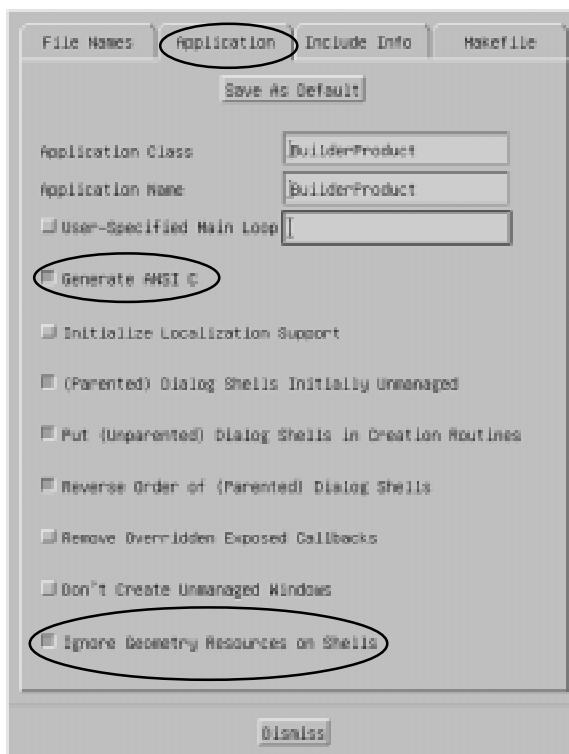 File Names Application Include Info Makefile
Save As Default
Application Class BuilderProduct
Application Name BuilderProduct
User-Specified Main Loop
Generate ANSI C
Initialize Localization Support
(Parented) Dialog Shells Initially Unmanaged
Put (Unparented) Dialog Shells in Creation Routines
Reverse Order of (Parented) Dialog Shells
Remove Overridden Exposed Callbacks
Don't Create Unmanaged Windows
Ignore Geometry Resources on Shells
Dismiss